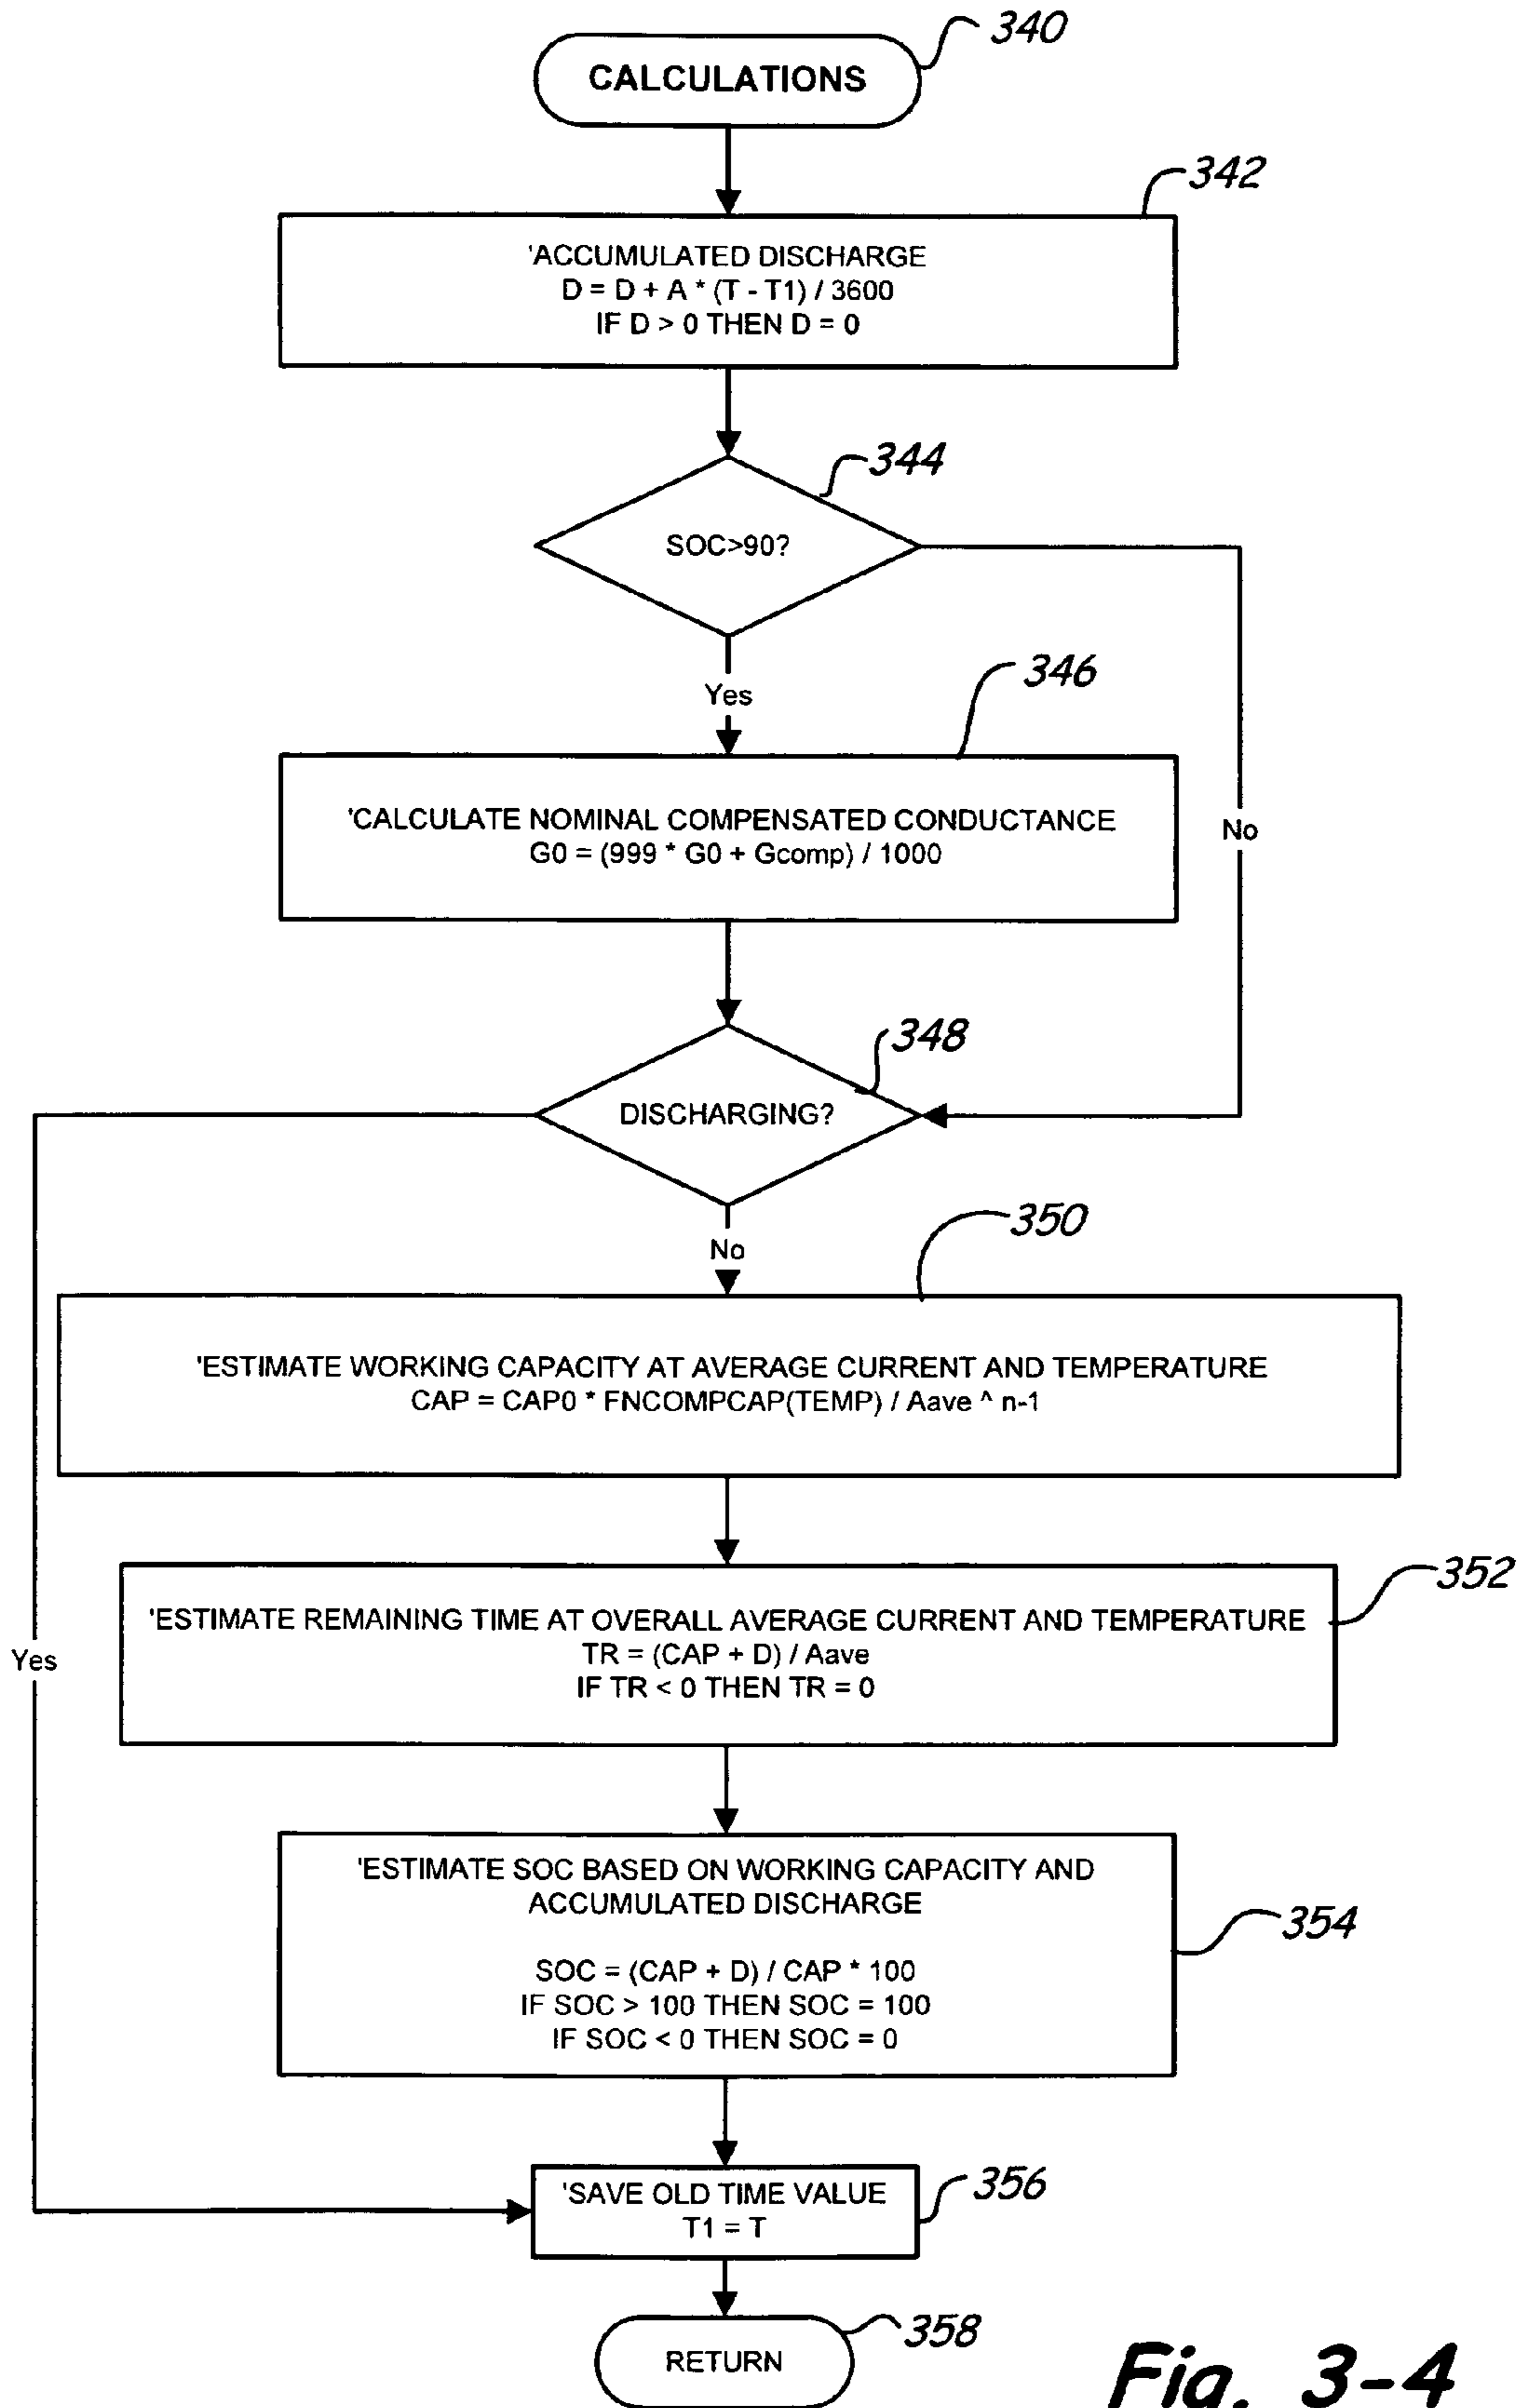 340
CALCULATIONS
342
'ACCUMULATED DISCHARGE
D = D + A * (T - T1) / 3600
IF D > 0 THEN D = 0
344
SOC>90?
Yes
346
'CALCULATE NOMINAL COMPENSATED CONDUCTANCE
G0 = (999 * G0 + Gcomp) / 1000
No
348
DISCHARGING?
No
350
'ESTIMATE WORKING CAPACITY AT AVERAGE CURRENT AND TEMPERATURE
CAP = CAP0 * FNCOMPCAP(TEMP) / Aave ^ n-1
352
'ESTIMATE REMAINING TIME AT OVERALL AVERAGE CURRENT AND TEMPERATURE
TR = (CAP + D) / Aave
IF TR < 0 THEN TR = 0
Yes
'ESTIMATE SOC BASED ON WORKING CAPACITY AND
ACCUMULATED DISCHARGE
354
SOC = (CAP + D) / CAP * 100
IF SOC > 100 THEN SOC = 100
IF SOC < 0 THEN SOC = 0
356
'SAVE OLD TIME VALUE
T1 = T
358
RETURN
Fig. 3-4